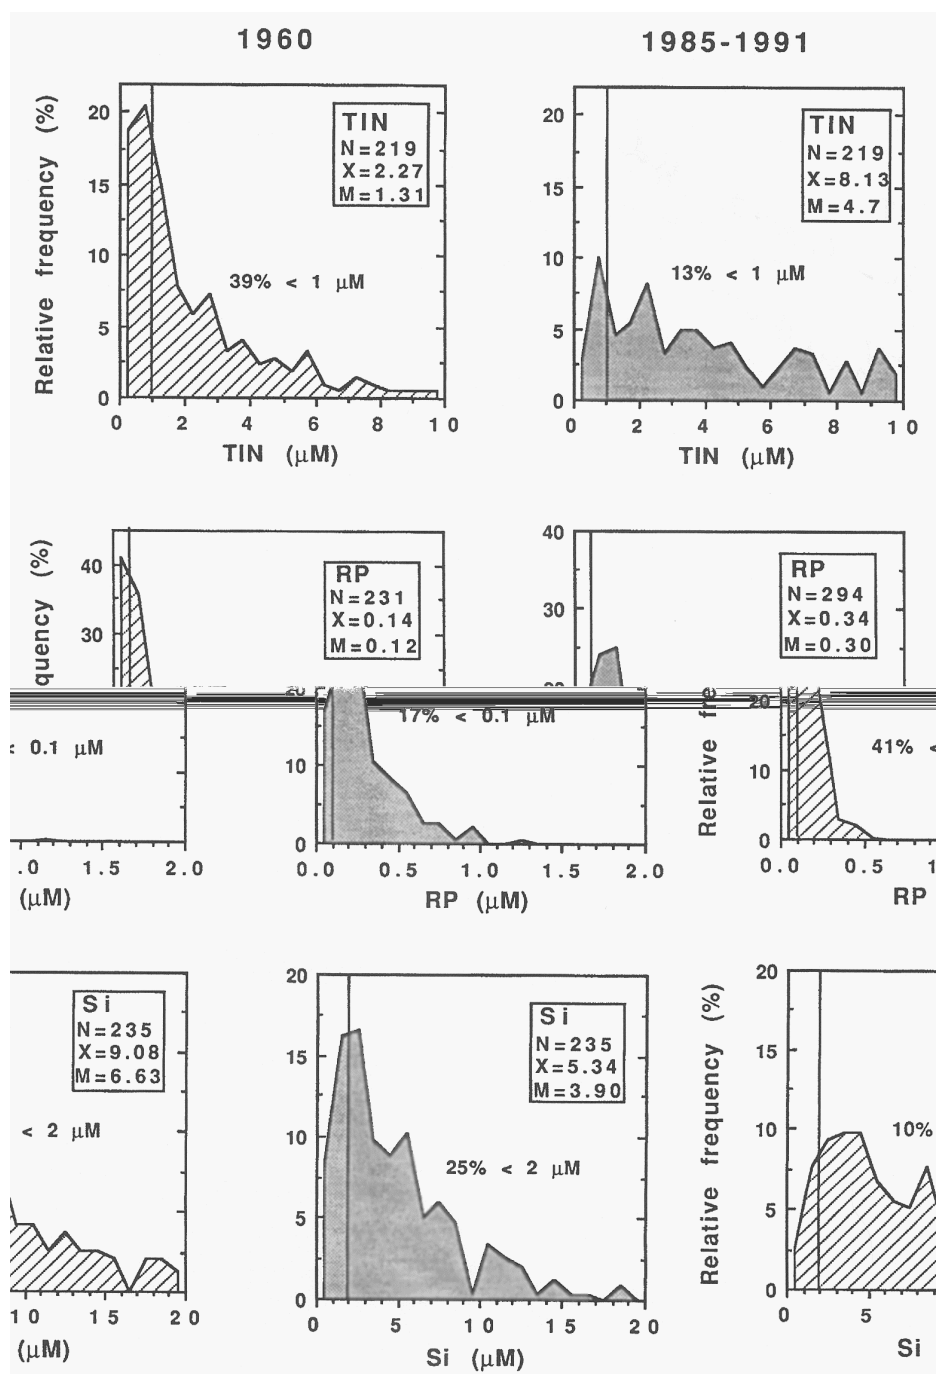 1960
1985-1991
Relative frequency (%)
20
15
10
5
0
TIN
N=219
X=2.27
M=1.31
39% < 1 μM
0 2 4 6 8 10
TIN (μM)
20
15
10
5
0
TIN
N=219
X=8.13
M=4.7
13% < 1 μM
0 2 4 6 8 10
TIN (μM)
quency (%)
40
30
RP
N=231
X=0.14
M=0.12
40
30
20
RP
N=294
X=0.34
M=0.30
< 0.1 μM
.0 1.5 2.0
(μM)
20
10
0
17% < 0.1 μM
0.0 0.5 1.0 1.5 2.0
RP (μM)
Relative fre
20
10
0
41% <
0.0 0.5 1
RP
Si
N=235
X=9.08
M=6.63
< 2 μM
10 20
(μM)
20
15
10
5
0
Si
N=235
X=5.34
M=3.90
25% < 2 μM
0 5 10 15 20
Si (μM)
Relative frequency (%)
20
15
10
5
0
10%
0 5
Si